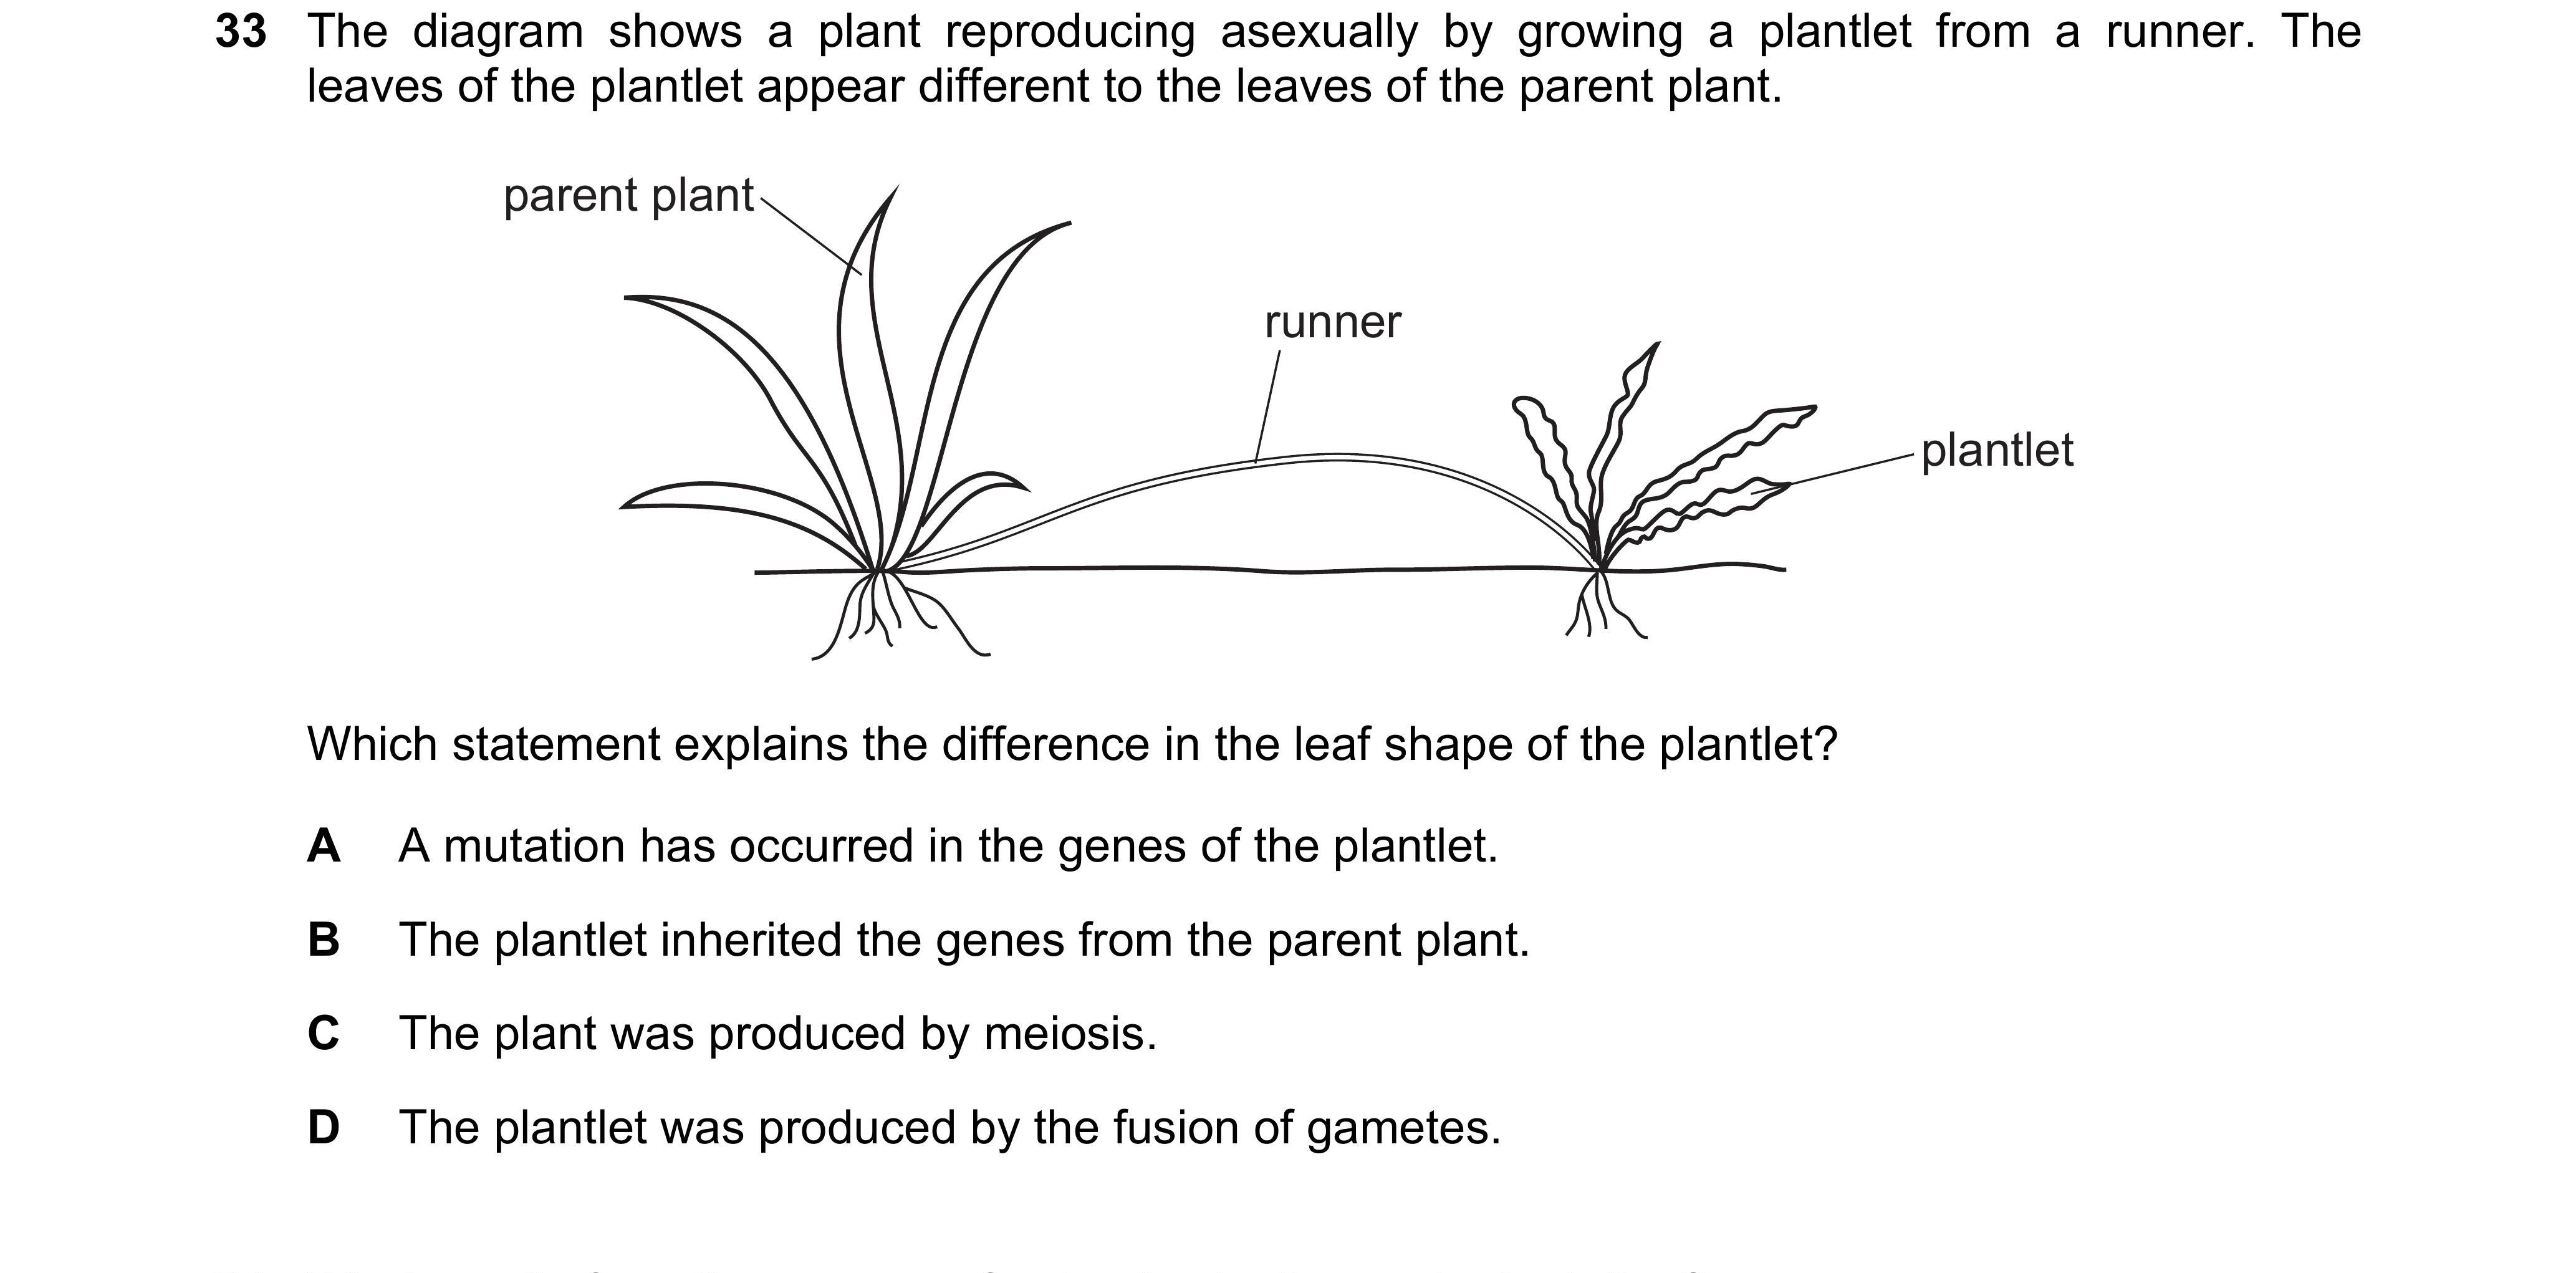 33 The diagram shows a plant reproducing asexually by growing a plantlet from a runner. The
leaves of the plantlet appear different to the leaves of the parent plant.
parent plant
runner
plantlet
Which statement explains the difference in the leaf shape of the plantlet?
A A mutation has occurred in the genes of the plantlet.
B The plantlet inherited the genes from the parent plant.
C The plant was produced by meiosis.
D The plantlet was produced by the fusion of gametes.